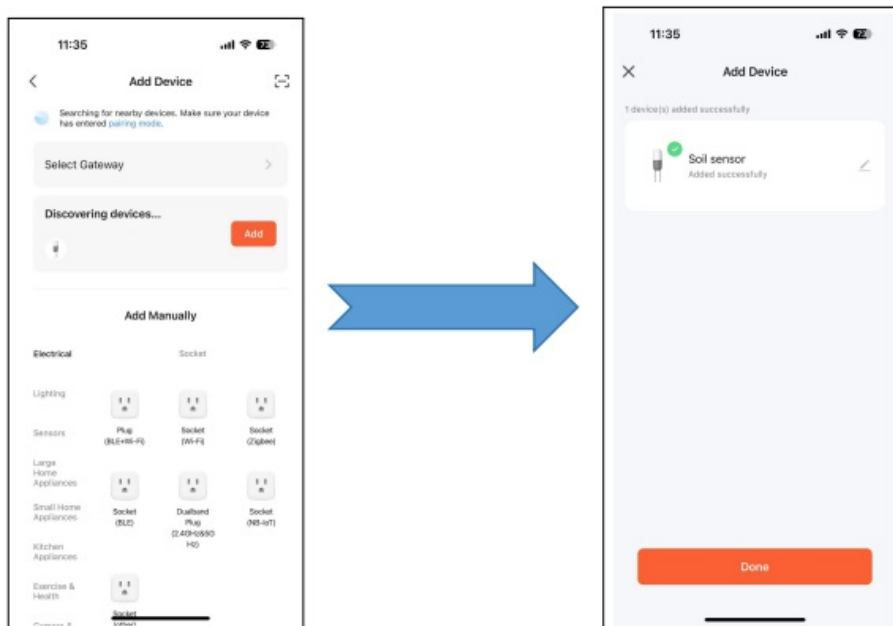 11:35
73
Add Device
Searching for nearby devices. Make sure your device
has entered pairing mode.
Select Gateway
Discovering devices...
Add
Add Manually
Electrical
Socket
Lighting
Sensors
Large
Home
Appliances
Small Home
Appliances
Kitchen
Appliances
Exercise &
Health
Plug
(BLE+Wi-Fi)
Socket
(Wi-Fi)
Socket
(Zigbee)
Socket
(BLE)
Dualband
Plug
(2.4GHz&5G
Hz)
Socket
(NB-IoT)
Socket
11:35
Add Device
1 device(s) added successfully
Soil sensor
Added successfully
Done